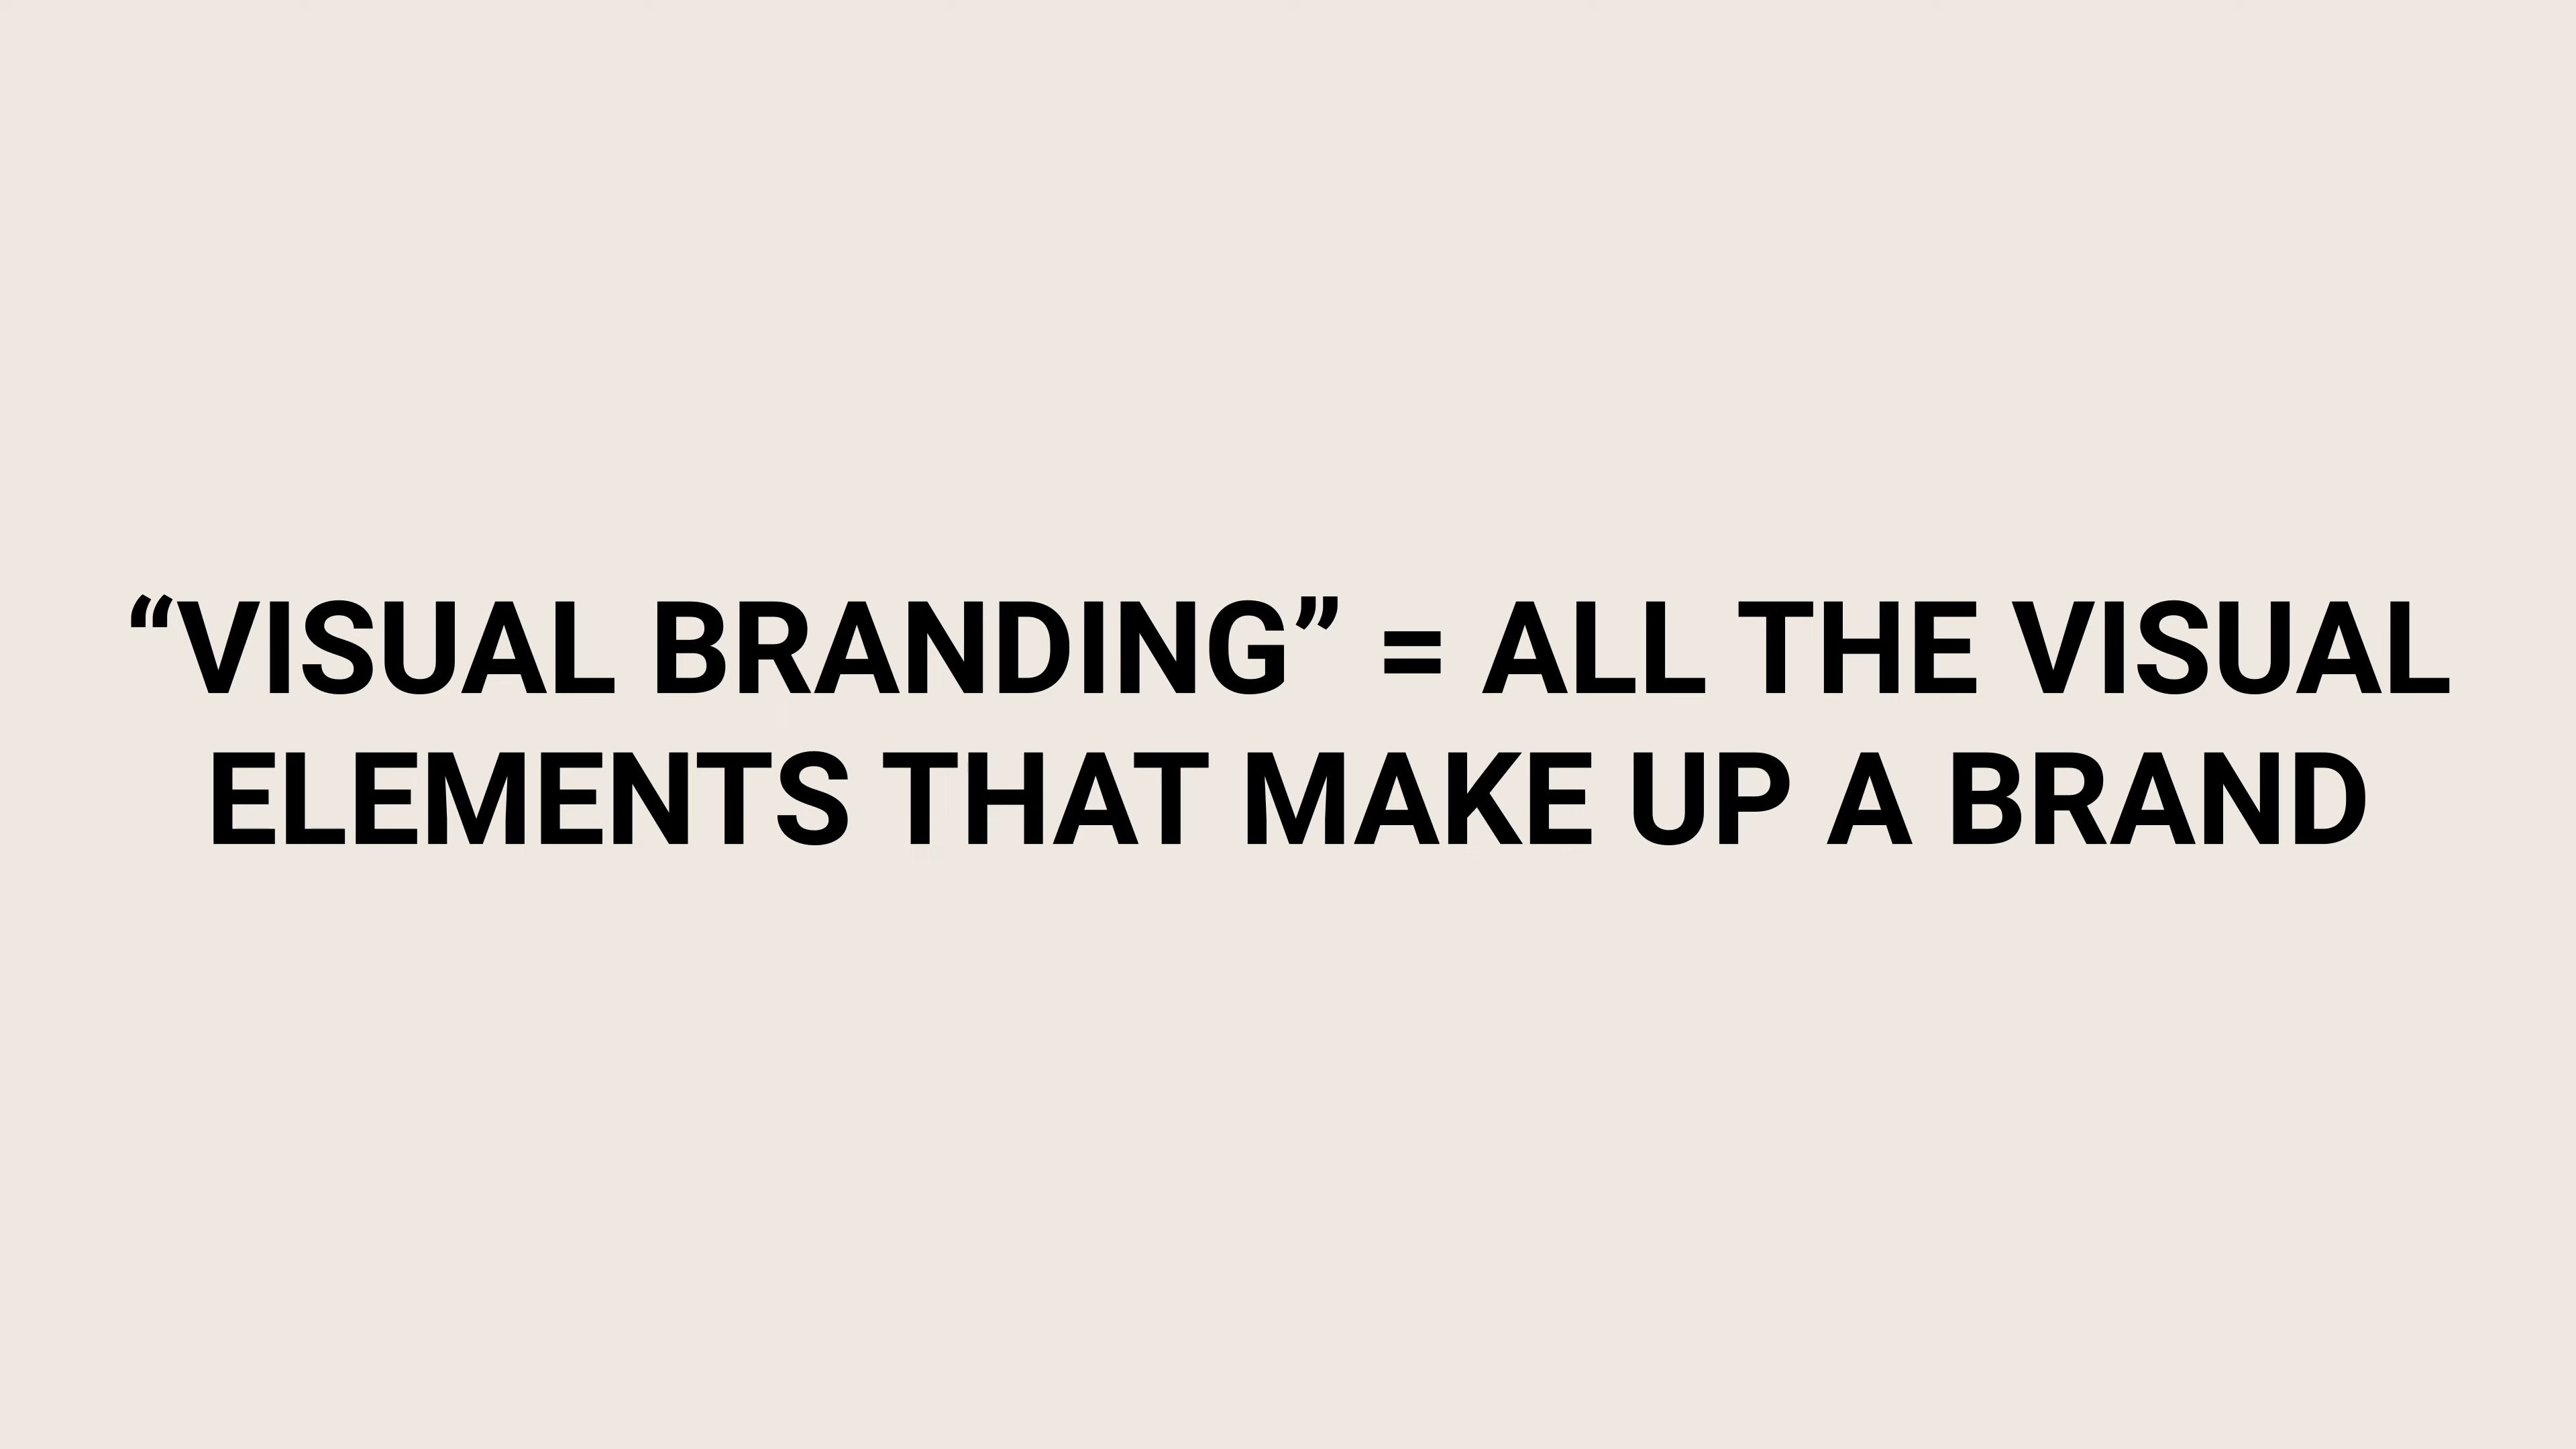 “VISUAL BRANDING” = ALL THE VISUAL
ELEMENTS THAT MAKE UP A BRAND